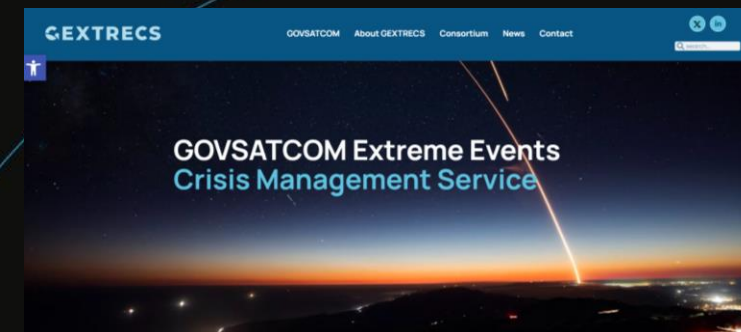 GEXTRECS
GOVSATCOM About GEXTRECS Consortium News Contact
search...
GOVSATCOM Extreme Events
Crisis Management Service